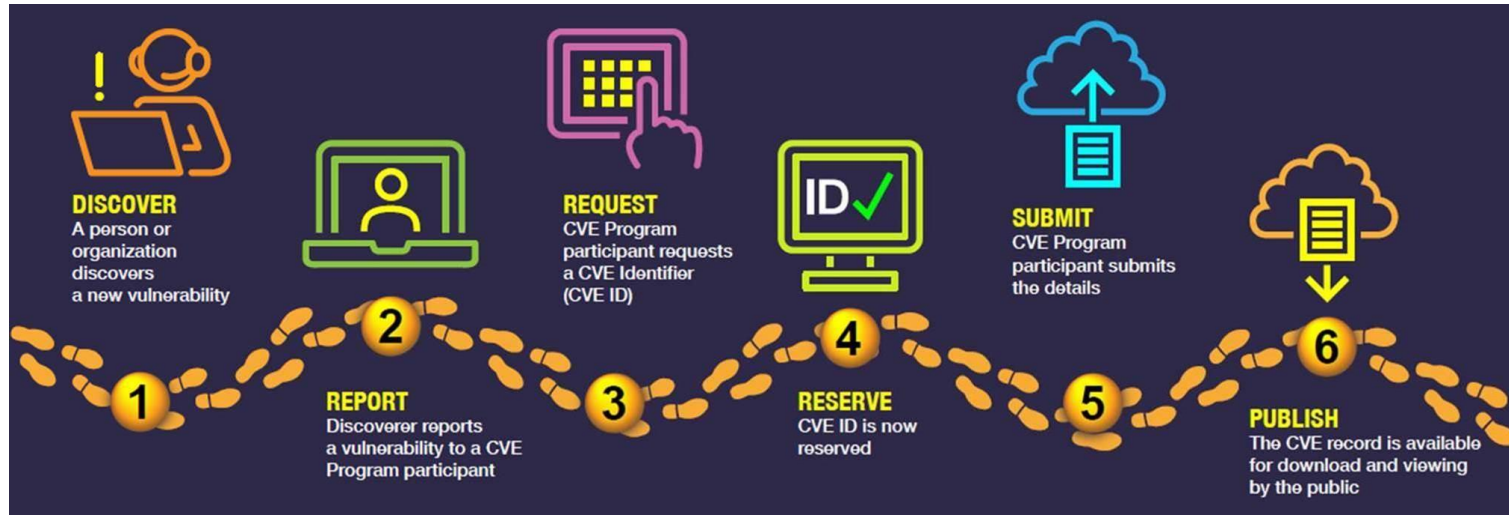 !
DISCOVER
A person or
organization
discovers
a new vulnerability
1
2
REPORT
Discoverer reports
a vulnerability to a CVE
Program participant
REQUEST
CVE Program
participant requests
a CVE Identifier
(CVE ID)
3
ID
4
RESERVE
CVE ID is now
reserved
SUBMIT
CVE Program
participant submits
the details
5
6
PUBLISH
The CVE record is available
for download and viewing
by the public